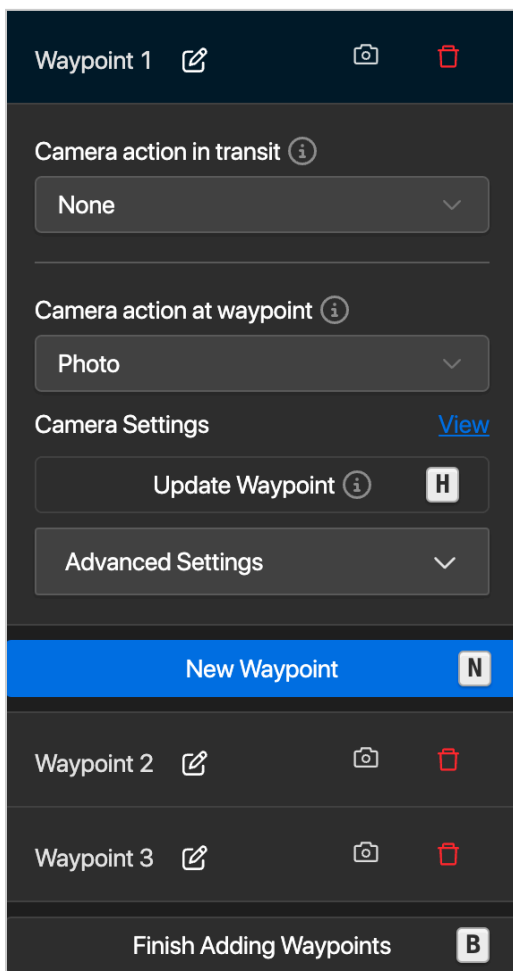 Waypoint 1
Camera action in transit
None
Camera action at waypoint
Photo
Camera Settings View
Update Waypoint H
Advanced Settings
New Waypoint N
Waypoint 2
Waypoint 3
Finish Adding Waypoints B